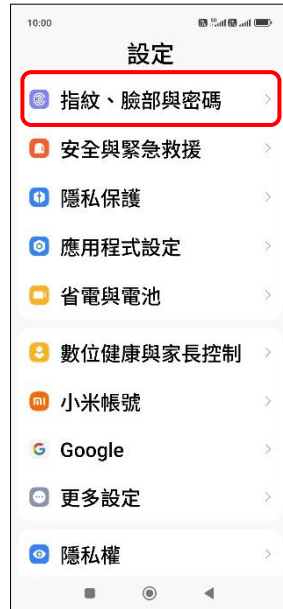 10:00
設定
指紋、臉部與密碼
安全與緊急救援
隱私保護
應用程式設定
省電與電池
數位健康與家長控制
小米帳號
Google
更多設定
隱私權